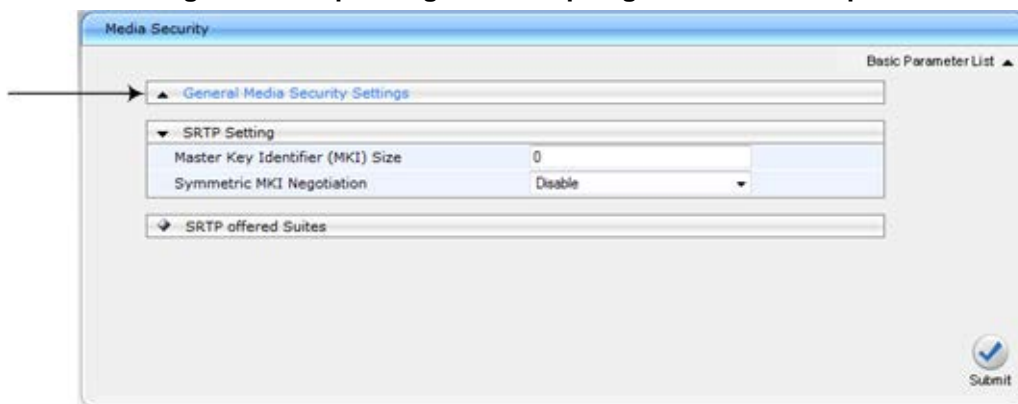 Media Security
Basic Parameter List
General Media Security Settings
SRTP Setting
Master Key Identifier (MKI) Size 0
Symmetric MKI Negotiation Disable
SRTP offered Suites
Submit